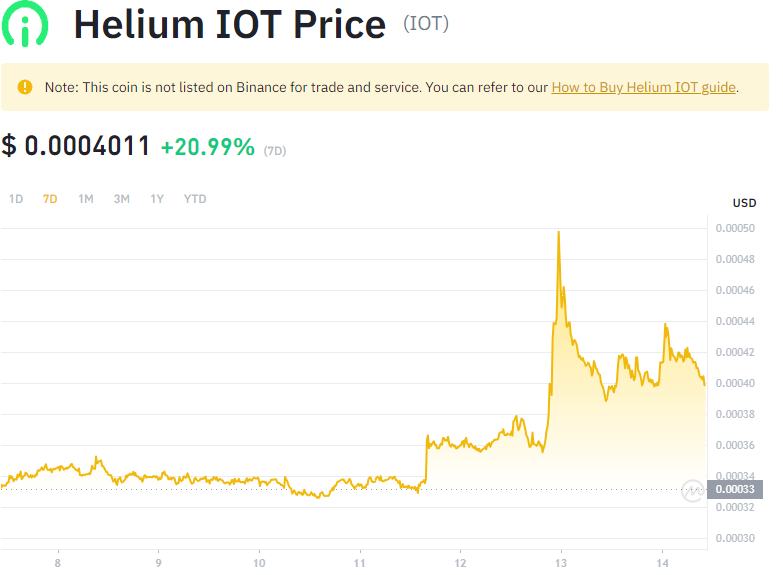 Helium IOT Price (IOT)
Note: This coin is not listed on Binance for trade and service. You can refer to our How to Buy Helium IOT guide.
$ 0.0004011 +20.99% (7D)
1D 7D 1M 3M 1Y YTD
USD
0.00050
0.00048
0.00046
0.00044
0.00042
0.00040
0.00038
0.00036
0.00034
0.00033
0.00032
0.00030
8 9 10 11 12 13 14